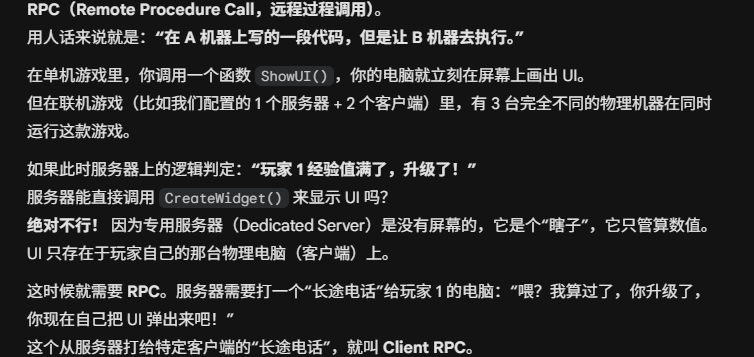 RPC（Remote Procedure Call，远程过程调用）。
用人话来说就是：“在 A 机器上写的一段代码，但是让 B 机器去执行。”
在单机游戏里，你调用一个函数 ShowUI()，你的电脑就立刻在屏幕上画出 UI。
但在联机游戏（比如我们配置的 1 个服务器 + 2 个客户端）里，有 3 台完全不同的物理机器在同时
运行这款游戏。
如果此时服务器上的逻辑判定：“玩家 1 经验值满了，升级了！”
服务器能直接调用 CreateWidget() 来显示 UI 吗？
绝对不行！ 因为专用服务器（Dedicated Server）是没有屏幕的，它是个“瞎子”，它只管算数值。
UI 只存在于玩家自己的那台物理电脑（客户端）上。
这时候就需要 RPC。服务器需要打一个“长途电话”给玩家 1 的电脑：“喂？我算过了，你升级了，
你现在自己把 UI 弹出来吧！”
这个从服务器打给特定客户端的“长途电话”，就叫 Client RPC。